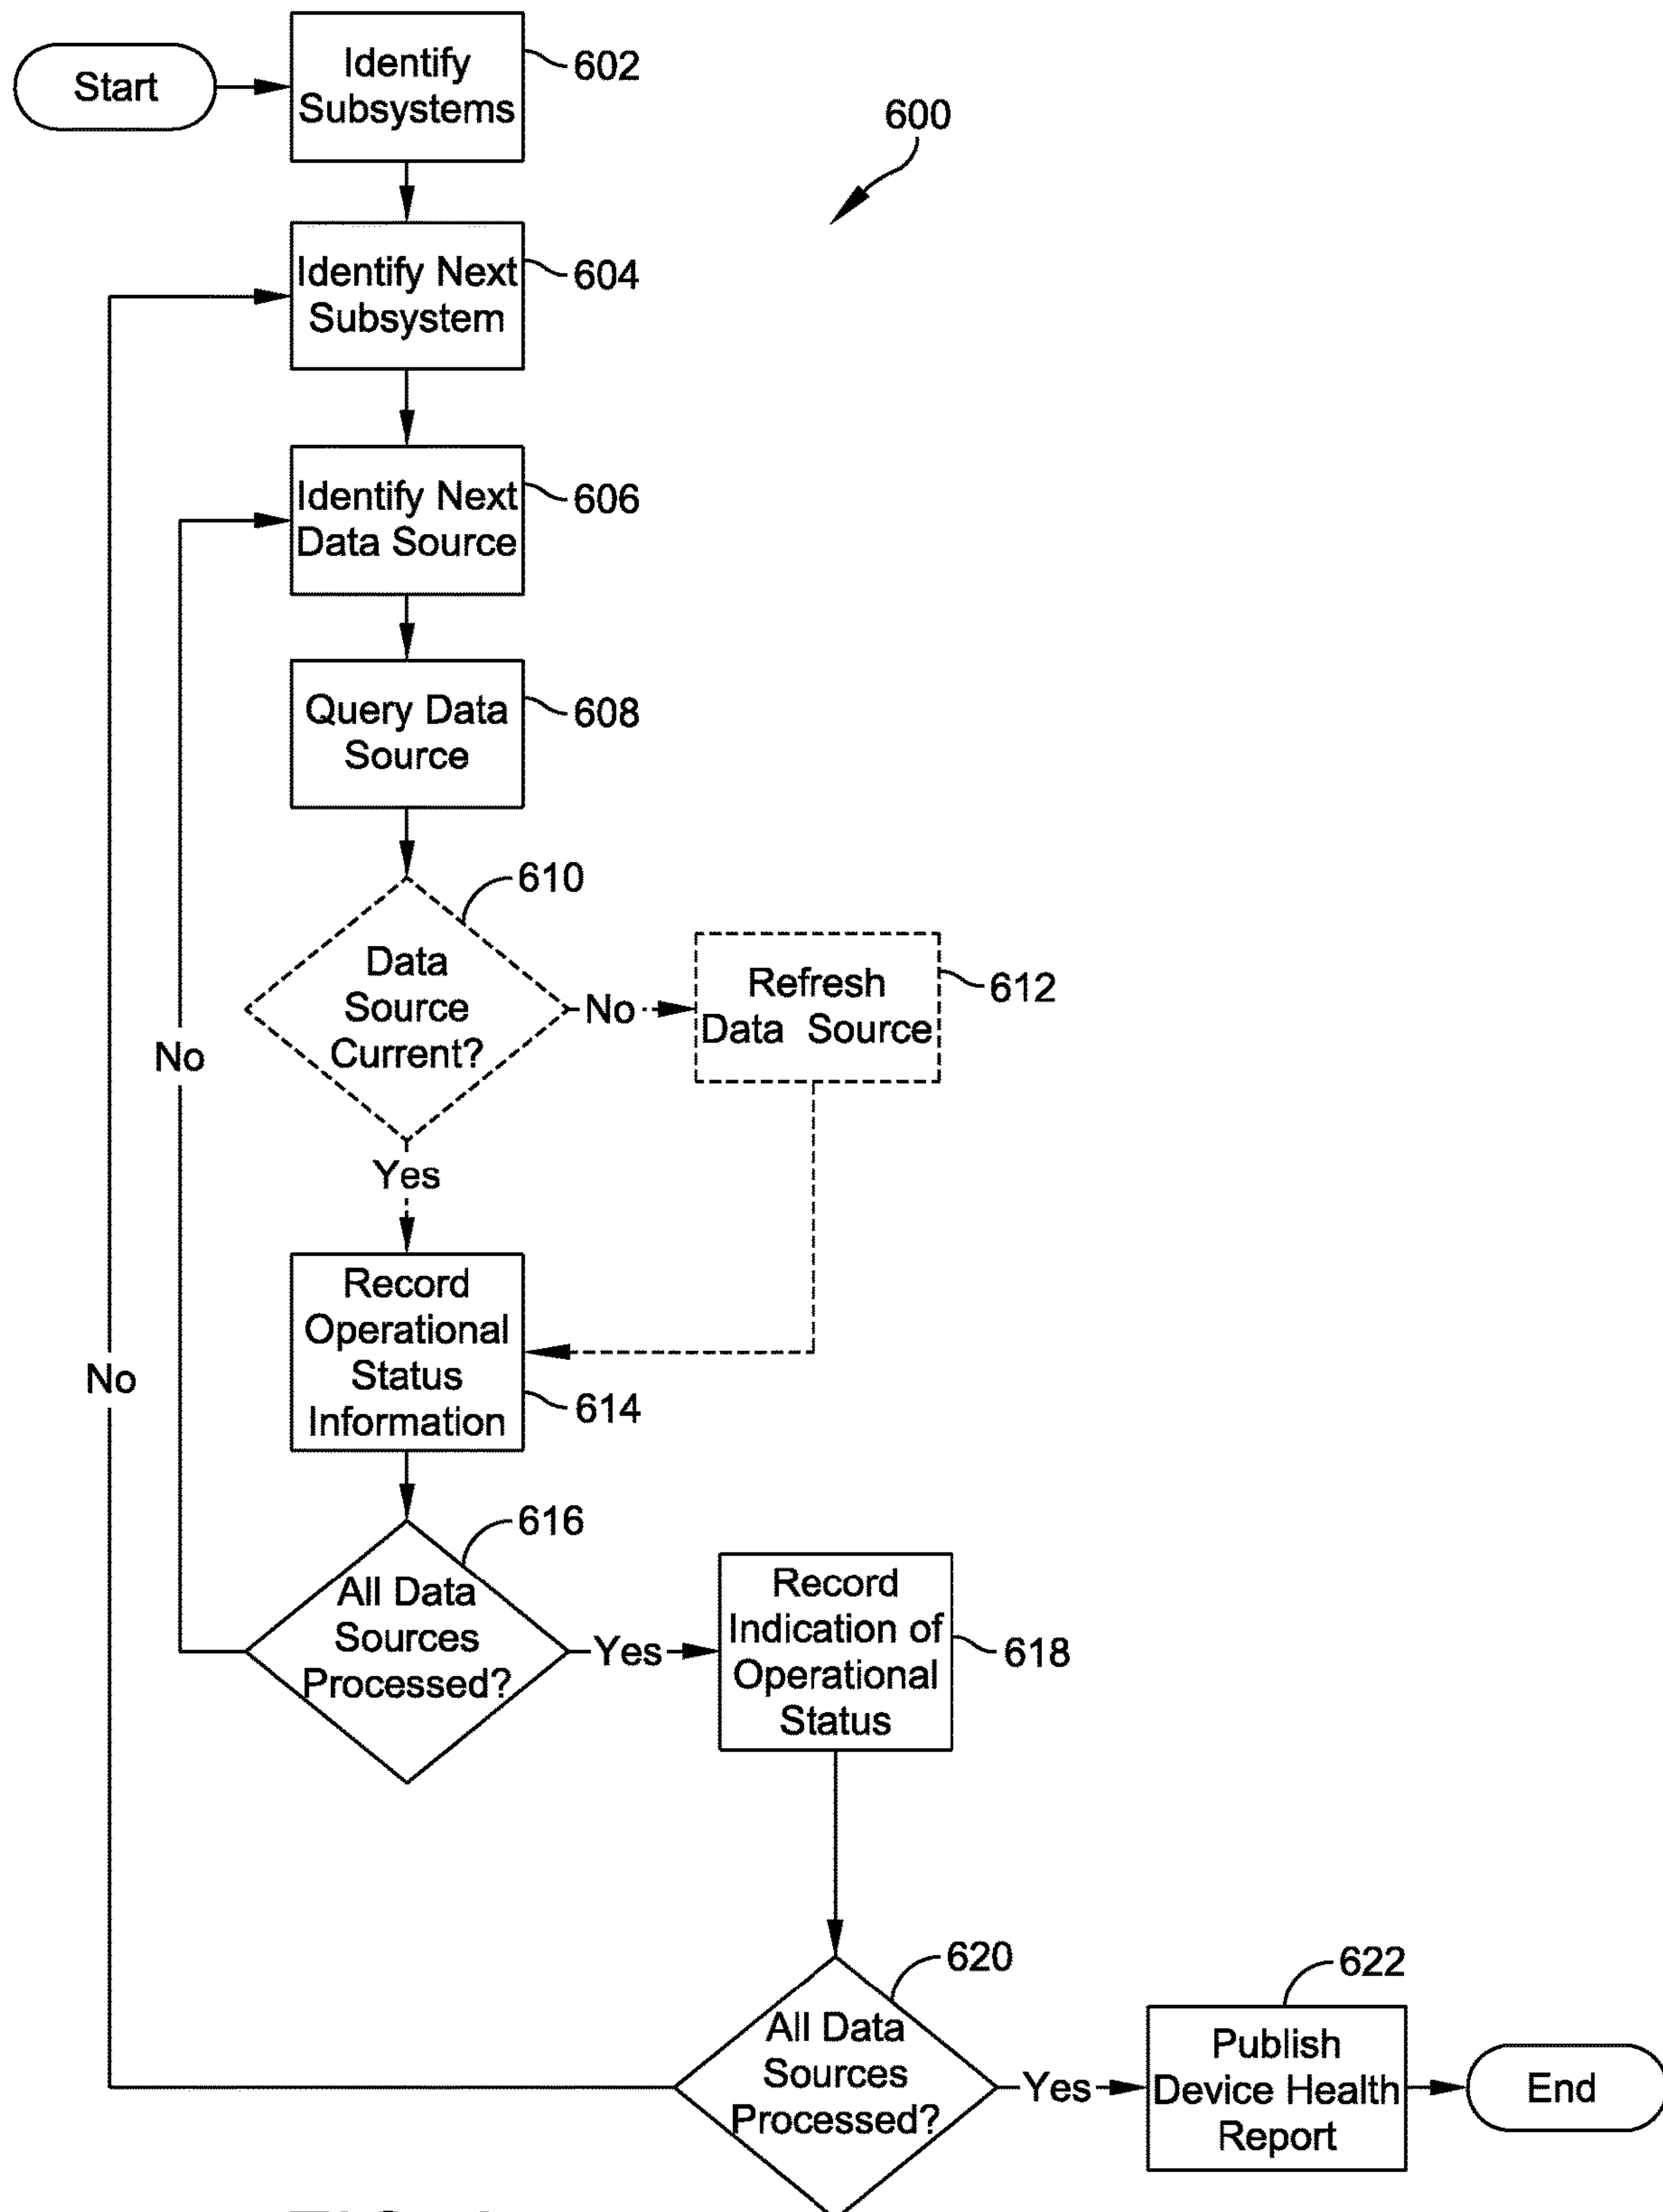 Start
Identify
Subsystems
602
600
Identify Next
Subsystem
604
Identify Next
Data Source
606
Query Data
Source
608
610
Data
Source
Current?
No
Refresh
Data Source
612
No
Yes
Record
Operational
Status
Information
614
No
616
All Data
Sources
Processed?
Yes
Record
Indication of
Operational
Status
618
620
All Data
Sources
Processed?
Yes
622
Publish
Device Health
Report
End